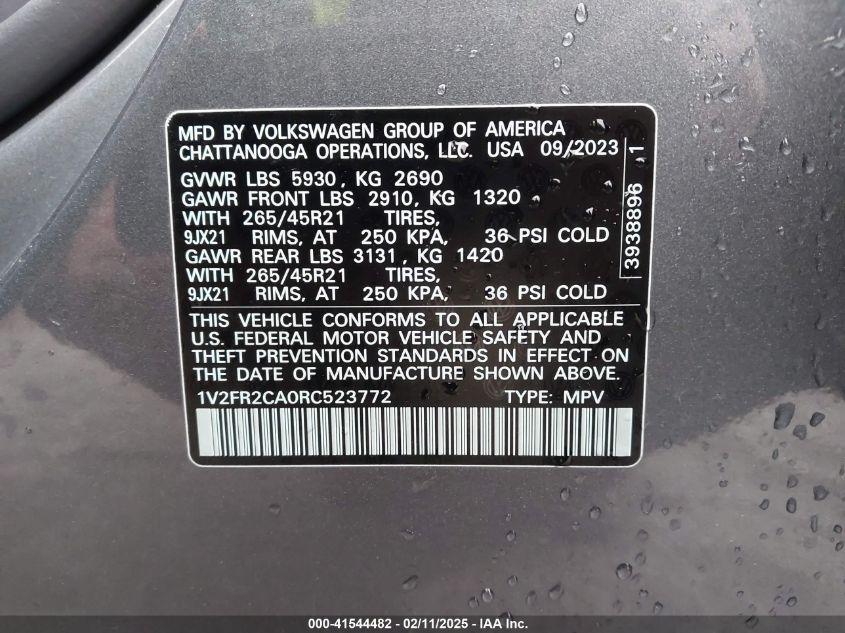 MFD BY VOLKSWAGEN GROUP OF AMERICA
CHATTANOOGA OPERATIONS, LLC. USA 09/2023
GVWR LBS 5930, KG 2690
GAWR FRONT LBS 2910, KG 1320
WITH 265/45R21 TIRES,
9JX21 RIMS, AT 250 KPA, 36 PSI COLD
GAWR REAR LBS 3131, KG 1420
WITH 265/45R21 TIRES,
9JX21 RIMS, AT 250 KPA, 36 PSI COLD
THIS VEHICLE CONFORMS TO ALL APPLICABLE
U.S. FEDERAL MOTOR VEHICLE SAFETY AND
THEFT PREVENTION STANDARDS IN EFFECT ON
THE DATE OF MANUFACTURE SHOWN ABOVE.
1V2FR2CA0RC523772 TYPE: MPV
3938896 1
000-41544482 - 02/11/2025 - IAA Inc.